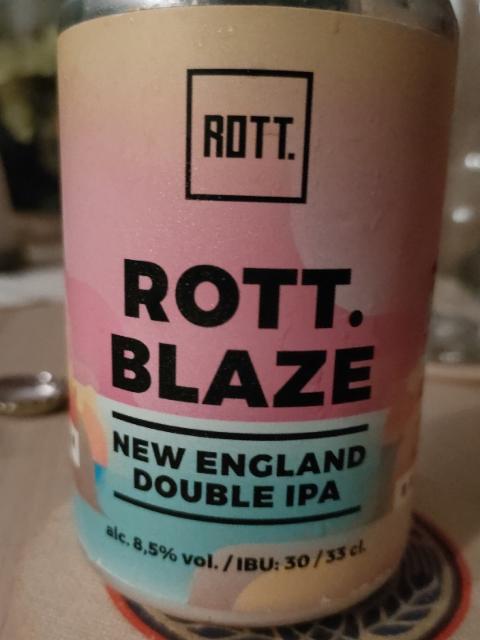 ROTT.
ROTT.
BLAZE
NEW ENGLAND
DOUBLE IPA
alc. 8,5% vol. / IBU: 30 / 33 cl.